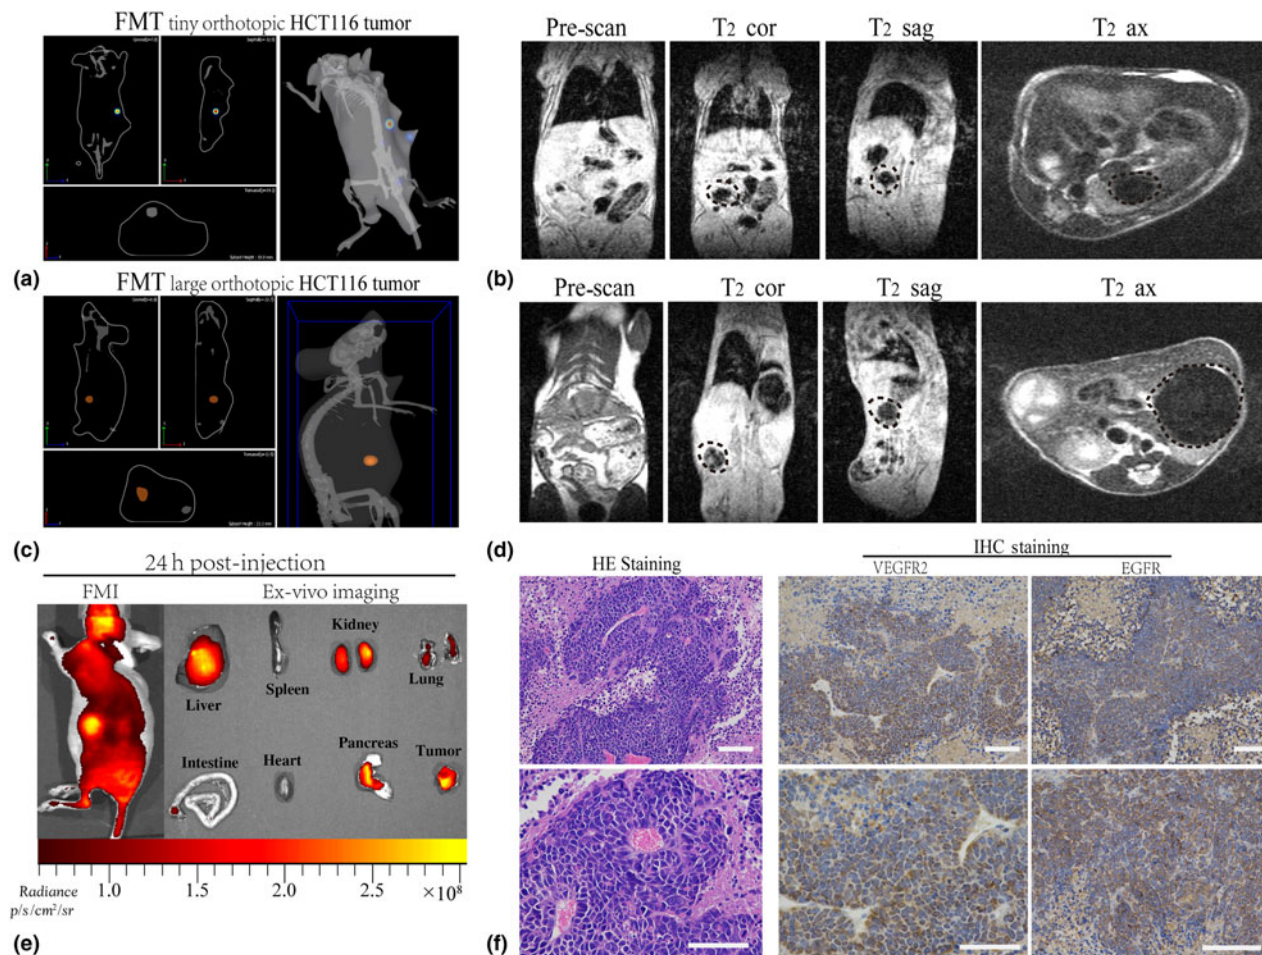 FMT tiny orthotopic HCT116 tumor
Pre-scan
T2 cor
T2 sag
T2 ax
(a)
(b)
FMT large orthotopic HCT116 tumor
Pre-scan
T2 cor
T2 sag
T2 ax
(c)
(d)
24 h post-injection
FMI
Ex-vivo imaging
Liver
Spleen
Kidney
Lung
Intestine
Heart
Pancreas
Tumor
Radiance
p/s/cm²/sr
1.0 1.5 2.0 2.5 ×10⁸
(e)
HE Staining
IHC staining
VEGFR2
EGFR
(f)